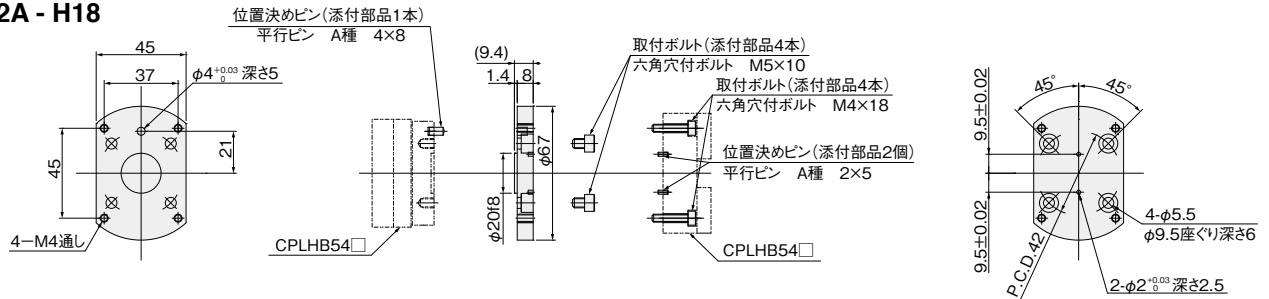 2A - H18
位置決めピン(添付部品1本)
平行ピン　A種　4×8
45
37
φ4 +0.03 0 深さ5
45
21
4−M4通し
CPLHB54□
(9.4)
1.4
8
φ67
φ20f8
取付ボルト(添付部品4本)
六角穴付ボルト　M5×10
取付ボルト(添付部品4本)
六角穴付ボルト　M4×18
位置決めピン(添付部品2個)
平行ピン　A種　2×5
CPLHB54□
45°
45°
9.5±0.02
9.5±0.02
P.C.D.42
4-φ5.5
φ9.5座ぐり深さ6
2-φ2 +0.03 0 深さ2.5